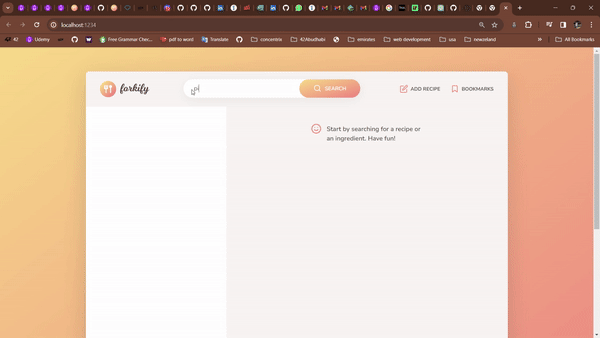 localhost:1234
42
Udemy
Free Grammar Chec...
pdf to word
Translate
concentrix
42Abudhabi
emirates
web development
usa
newzeland
»
All Bookmarks
forkify
pi
SEARCH
ADD RECIPE
BOOKMARKS
Start by searching for a recipe or
an ingredient. Have fun!